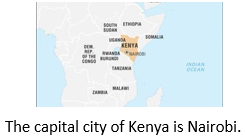 SOUTH
SUDAN
ETHIOPIA
SOMALIA
UGANDA
KENYA
NAIROBI
DEM.
REP.
OF THE
CONGO
RWANDA
BURUNDI
TANZANIA
INDIAN
OCEAN
MALAWI
ZAMBIA
The capital city of Kenya is Nairobi.